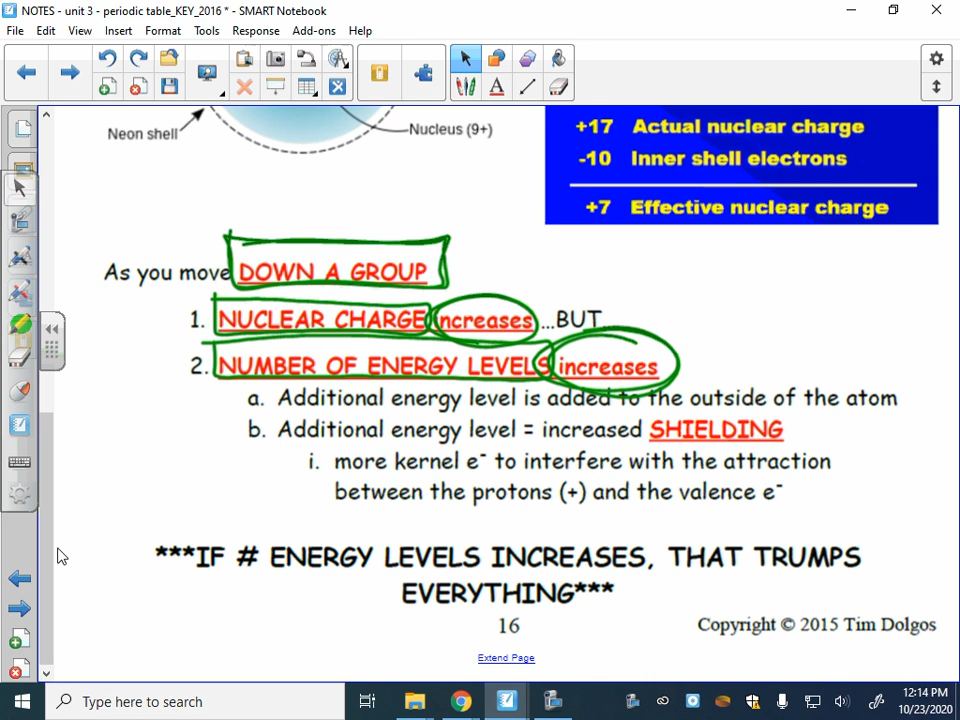 NOTES - unit 3 - periodic table_KEY_2016 * - SMART Notebook
File Edit View Insert Format Tools Response Add-ons Help
Neon shell
Nucleus (9+)
+17 Actual nuclear charge
-10 Inner shell electrons
+7 Effective nuclear charge
As you move DOWN A GROUP
1. NUCLEAR CHARGE increases ...BUT
2. NUMBER OF ENERGY LEVELS increases
a. Additional energy level is added to the outside of the atom
b. Additional energy level = increased SHIELDING
i. more kernel e⁻ to interfere with the attraction
between the protons (+) and the valence e⁻
***IF # ENERGY LEVELS INCREASES, THAT TRUMPS
EVERYTHING***
16
Copyright © 2015 Tim Dolgos
Extend Page
Type here to search
12:14 PM
10/23/2020